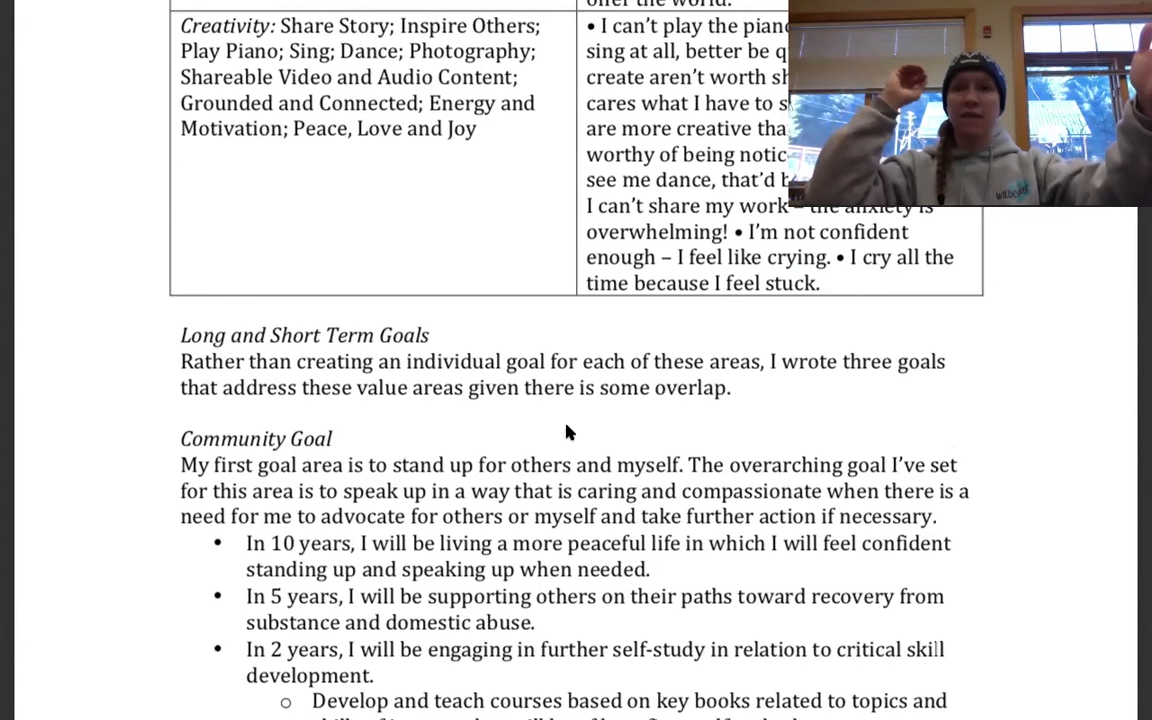 offer the world.
Creativity: Share Story; Inspire Others;
Play Piano; Sing; Dance; Photography;
Shareable Video and Audio Content;
Grounded and Connected; Energy and
Motivation; Peace, Love and Joy
• I can’t play the
sing at all, better be
create aren’t worth
cares what I have to
are more creative
worthy of being
see me dance, that’d
I can’t share my work – the anxiety is
overwhelming! • I’m not confident
enough – I feel like crying. • I cry all the
time because I feel stuck.
WILDCATS
Long and Short Term Goals
Rather than creating an individual goal for each of these areas, I wrote three goals
that address these value areas given there is some overlap.
Community Goal
My first goal area is to stand up for others and myself. The overarching goal I’ve set
for this area is to speak up in a way that is caring and compassionate when there is a
need for me to advocate for others or myself and take further action if necessary.
• In 10 years, I will be living a more peaceful life in which I will feel confident
standing up and speaking up when needed.
• In 5 years, I will be supporting others on their paths toward recovery from
substance and domestic abuse.
• In 2 years, I will be engaging in further self-study in relation to critical skill
development.
o Develop and teach courses based on key books related to topics and